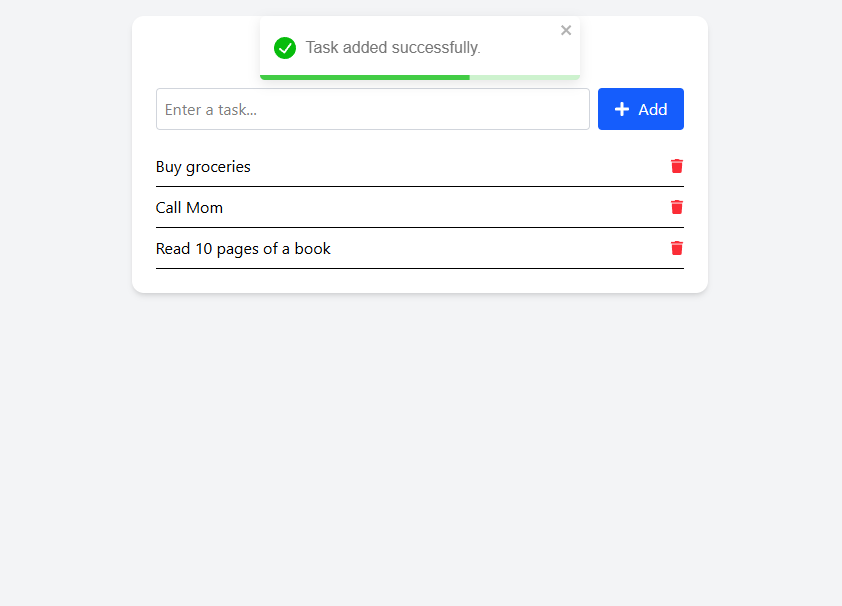 Task added successfully.
Enter a task...
Add
Buy groceries
Call Mom
Read 10 pages of a book